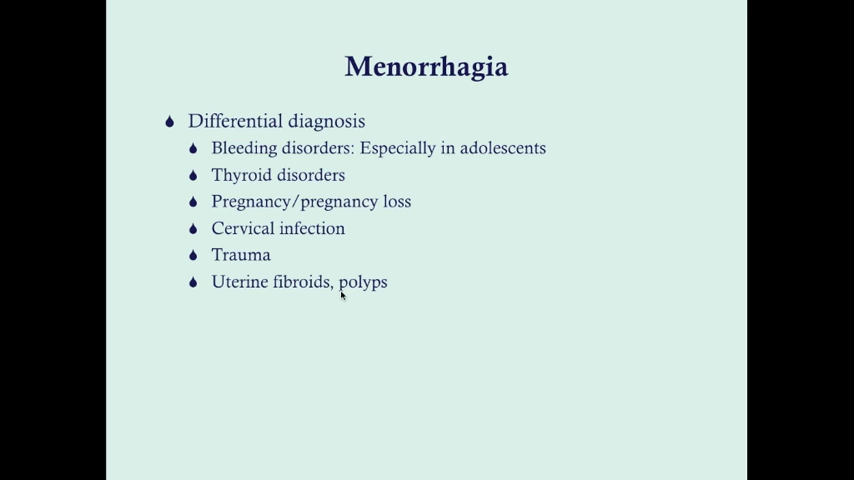 Menorrhagia
Differential diagnosis
Bleeding disorders: Especially in adolescents
Thyroid disorders
Pregnancy/pregnancy loss
Cervical infection
Trauma
Uterine fibroids, polyps